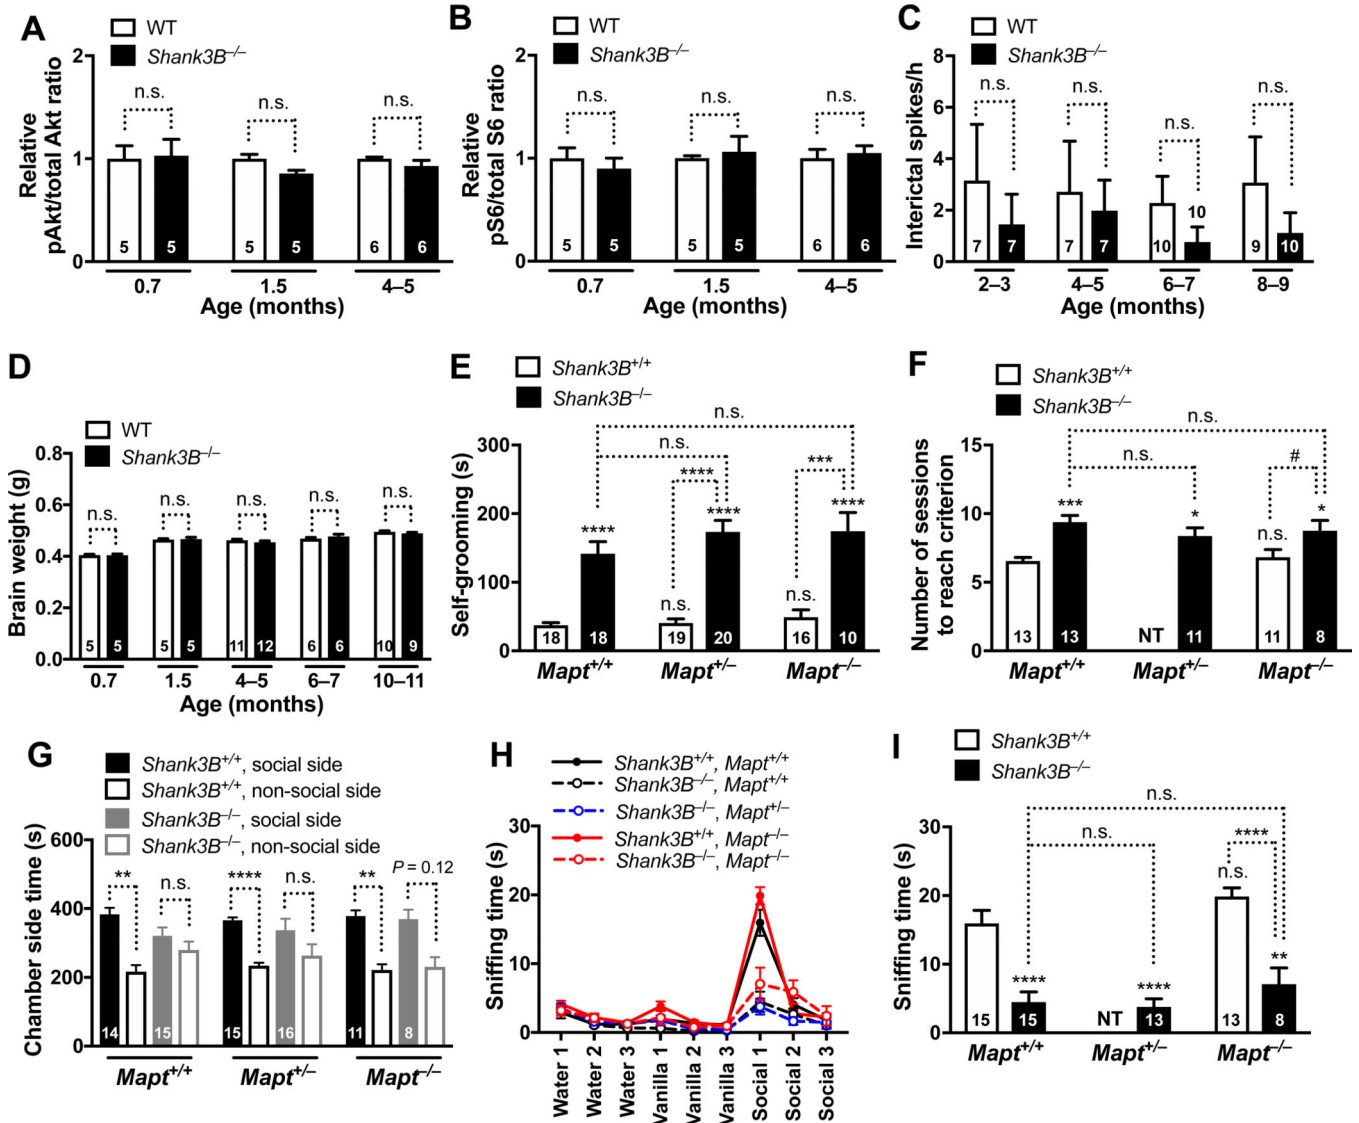 A
WT
Shank3B–/–
Relative
pAkt/total Akt ratio
2
1
0
n.s.
n.s.
n.s.
5
5
5
5
6
6
0.7
1.5
4–5
Age (months)
B
WT
Shank3B–/–
Relative
pS6/total S6 ratio
2
1
0
n.s.
n.s.
n.s.
5
5
5
5
6
6
0.7
1.5
4–5
Age (months)
C
WT
Shank3B–/–
Interictal spikes/h
8
6
4
2
0
n.s.
n.s.
n.s.
n.s.
7
7
7
7
10
10
9
10
2–3
4–5
6–7
8–9
Age (months)
D
WT
Shank3B–/–
Brain weight (g)
0.8
0.6
0.4
0.2
0.0
n.s.
n.s.
n.s.
n.s.
n.s.
5
5
5
5
11
12
6
6
10
9
0.7
1.5
4–5
6–7
10–11
Age (months)
E
Shank3B+/+
Shank3B–/–
Self-grooming (s)
300
200
100
0
n.s.
n.s.
****
***
****
****
****
n.s.
n.s.
18
18
19
20
16
10
Mapt+/+
Mapt+/–
Mapt–/–
F
Shank3B+/+
Shank3B–/–
Number of sessions
to reach criterion
15
10
5
0
n.s.
n.s.
#
***
*
*
n.s.
13
13
NT
11
11
8
Mapt+/+
Mapt+/–
Mapt–/–
G
Shank3B+/+, social side
Shank3B+/+, non-social side
Shank3B–/–, social side
Shank3B–/–, non-social side
Chamber side time (s)
600
400
200
0
**
n.s.
****
n.s.
**
P = 0.12
14
15
15
16
11
8
Mapt+/+
Mapt+/–
Mapt–/–
H
Shank3B+/+, Mapt+/+
Shank3B–/–, Mapt+/+
Shank3B–/–, Mapt+/–
Shank3B+/+, Mapt–/–
Shank3B–/–, Mapt–/–
Sniffing time (s)
30
20
10
0
Water 1
Water 2
Water 3
Vanilla 1
Vanilla 2
Vanilla 3
Social 1
Social 2
Social 3
I
Shank3B+/+
Shank3B–/–
Sniffing time (s)
30
20
10
0
n.s.
n.s.
****
n.s.
****
****
**
15
15
NT
13
13
8
Mapt+/+
Mapt+/–
Mapt–/–